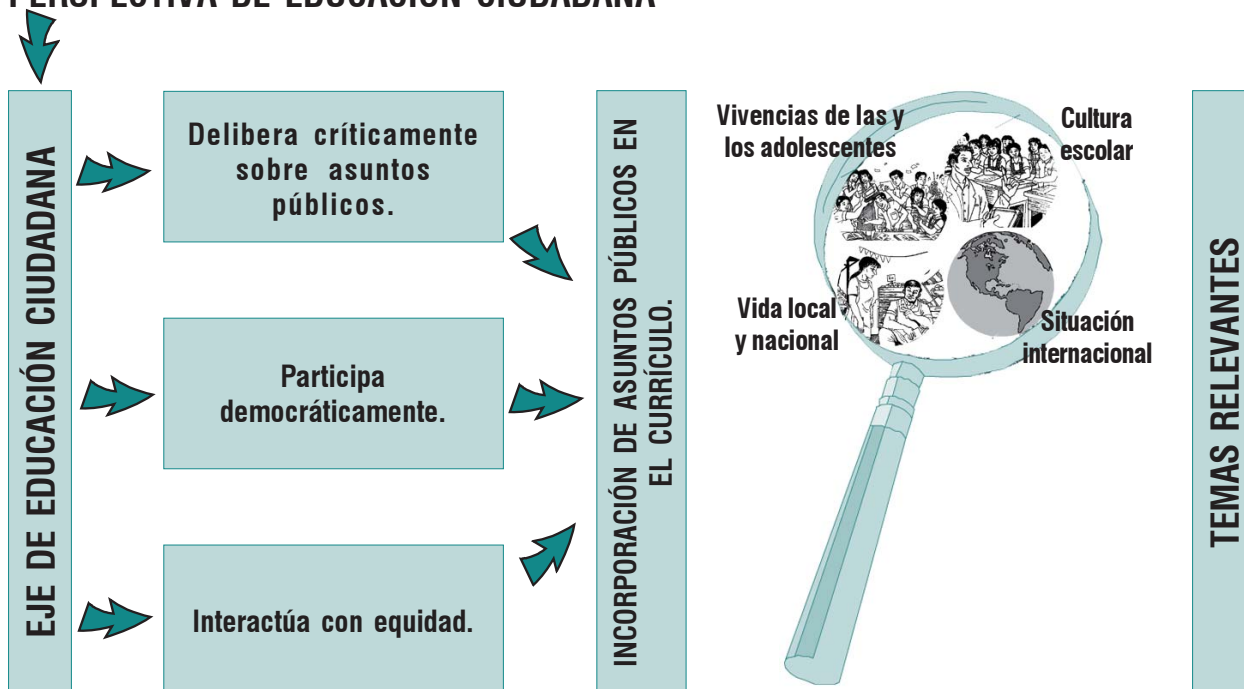 PERSPECTIVA DE EDUCACIÓN CIUDADANA
EJE DE EDUCACIÓN CIUDADANA
Delibera críticamente
sobre asuntos
públicos.
Participa
democráticamente.
Interactúa con equidad.
INCORPORACIÓN DE ASUNTOS PÚBLICOS EN
EL CURRÍCULO.
Vivencias de las y
los adolescentes
Cultura
escolar
Vida local
y nacional
Situación
internacional
TEMAS RELEVANTES